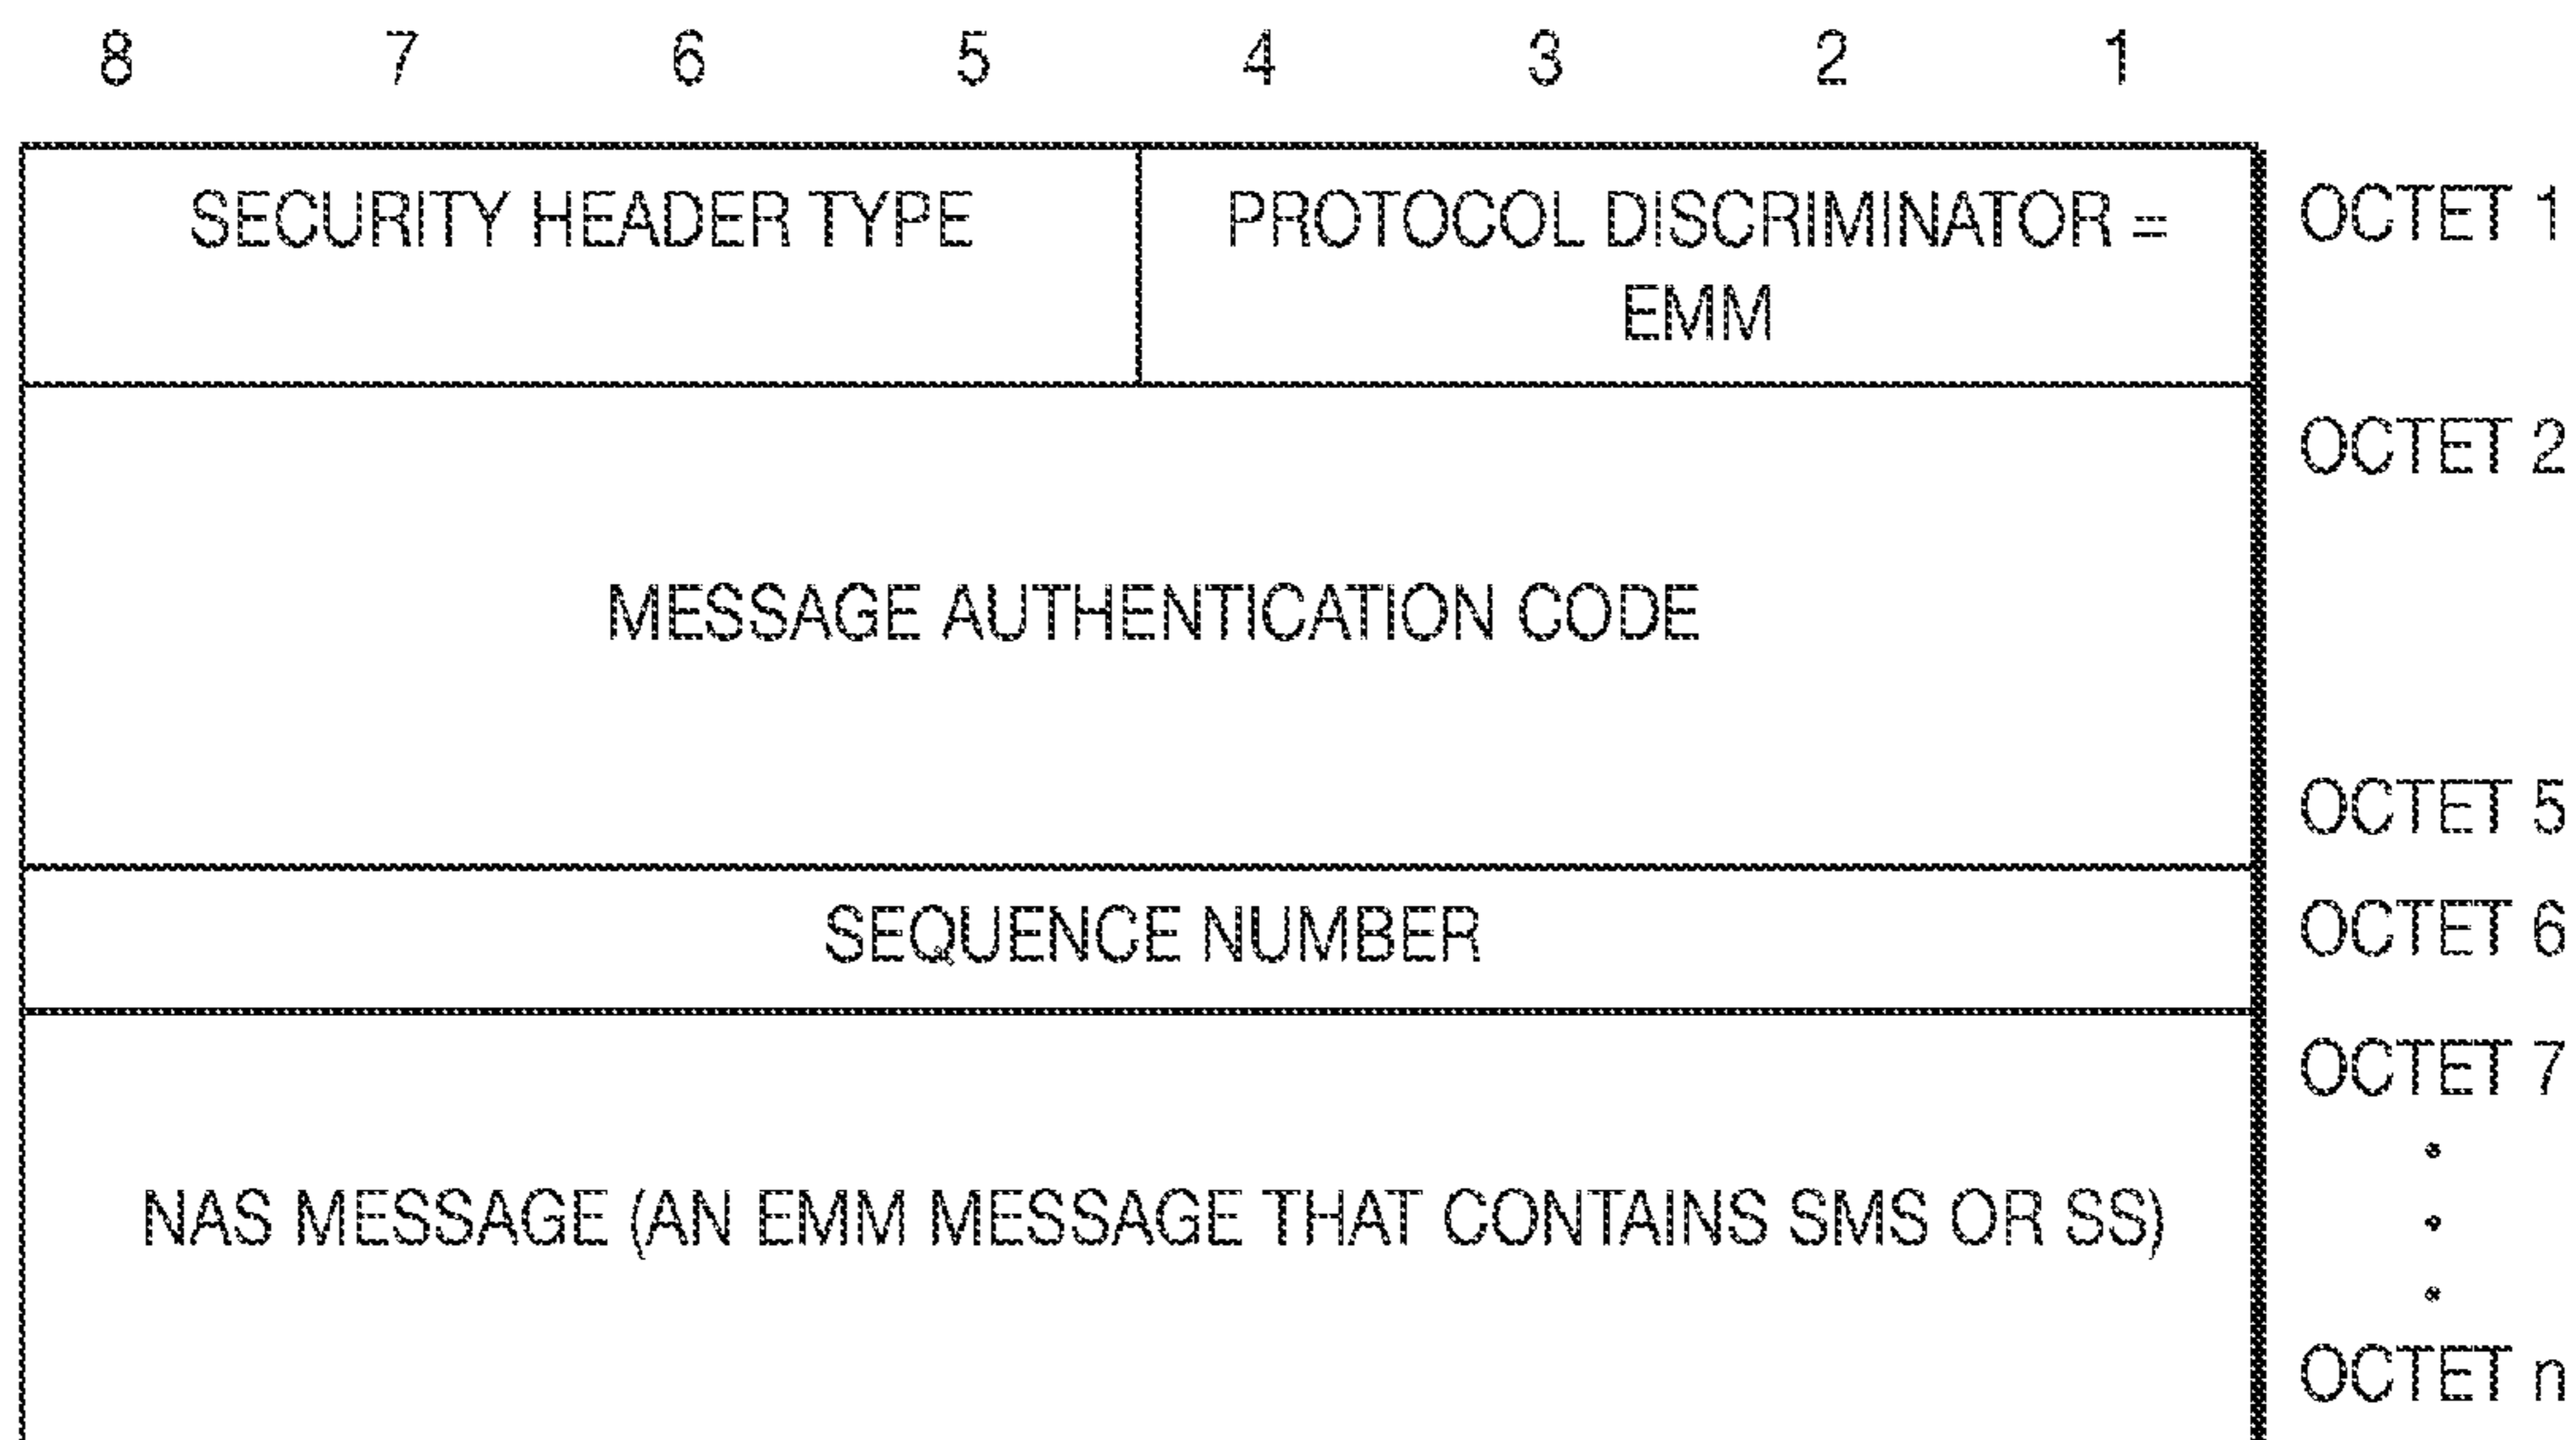 8 7 6 5 4 3 2 1
SECURITY HEADER TYPE PROTOCOL DISCRIMINATOR = OCTET 1
EMM
OCTET 2
MESSAGE AUTHENTICATION CODE
OCTET 5
SEQUENCE NUMBER OCTET 6
OCTET 7
NAS MESSAGE (AN EMM MESSAGE THAT CONTAINS SMS OR SS)
OCTET n